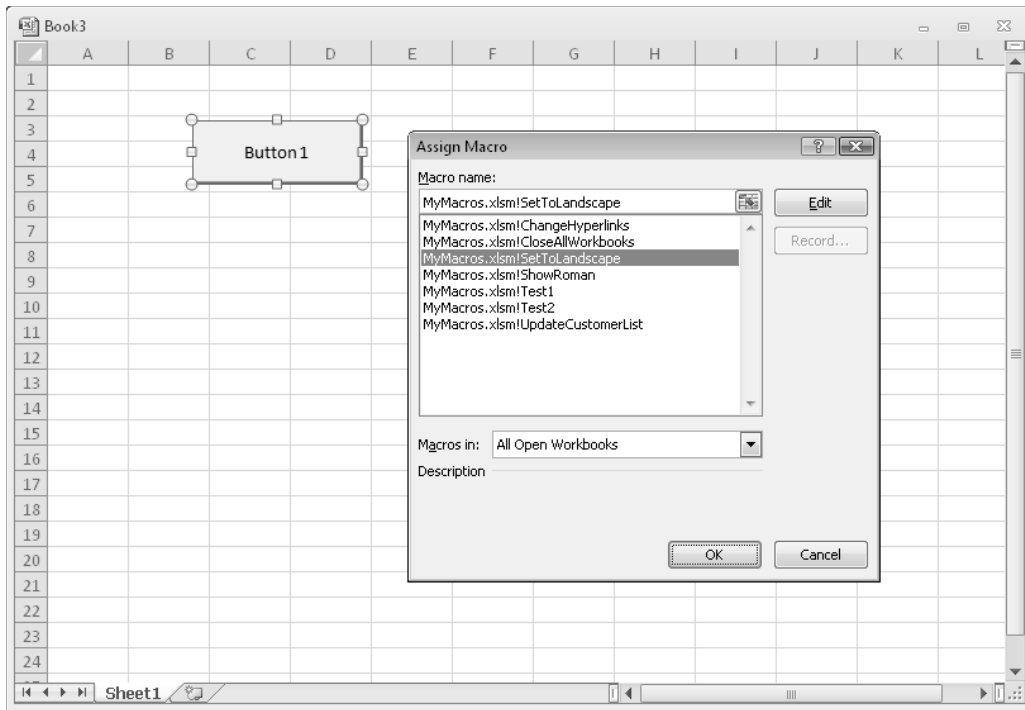 Book3
A B C D E F G H I J K L
1
2
3
4
5
6
7
8
9
10
11
12
13
14
15
16
17
18
19
20
21
22
23
24
Button 1
Assign Macro
?
Macro name:
MyMacros.xlsm!SetToLandscape
Edit
MyMacros.xlsm!ChangeHyperlinks
MyMacros.xlsm!CloseAllWorkbooks
Record...
MyMacros.xlsm!SetToLandscape
MyMacros.xlsm!ShowRoman
MyMacros.xlsm!Test1
MyMacros.xlsm!Test2
MyMacros.xlsm!UpdateCustomerList
Macros in: All Open Workbooks
Description
OK Cancel
Sheet1